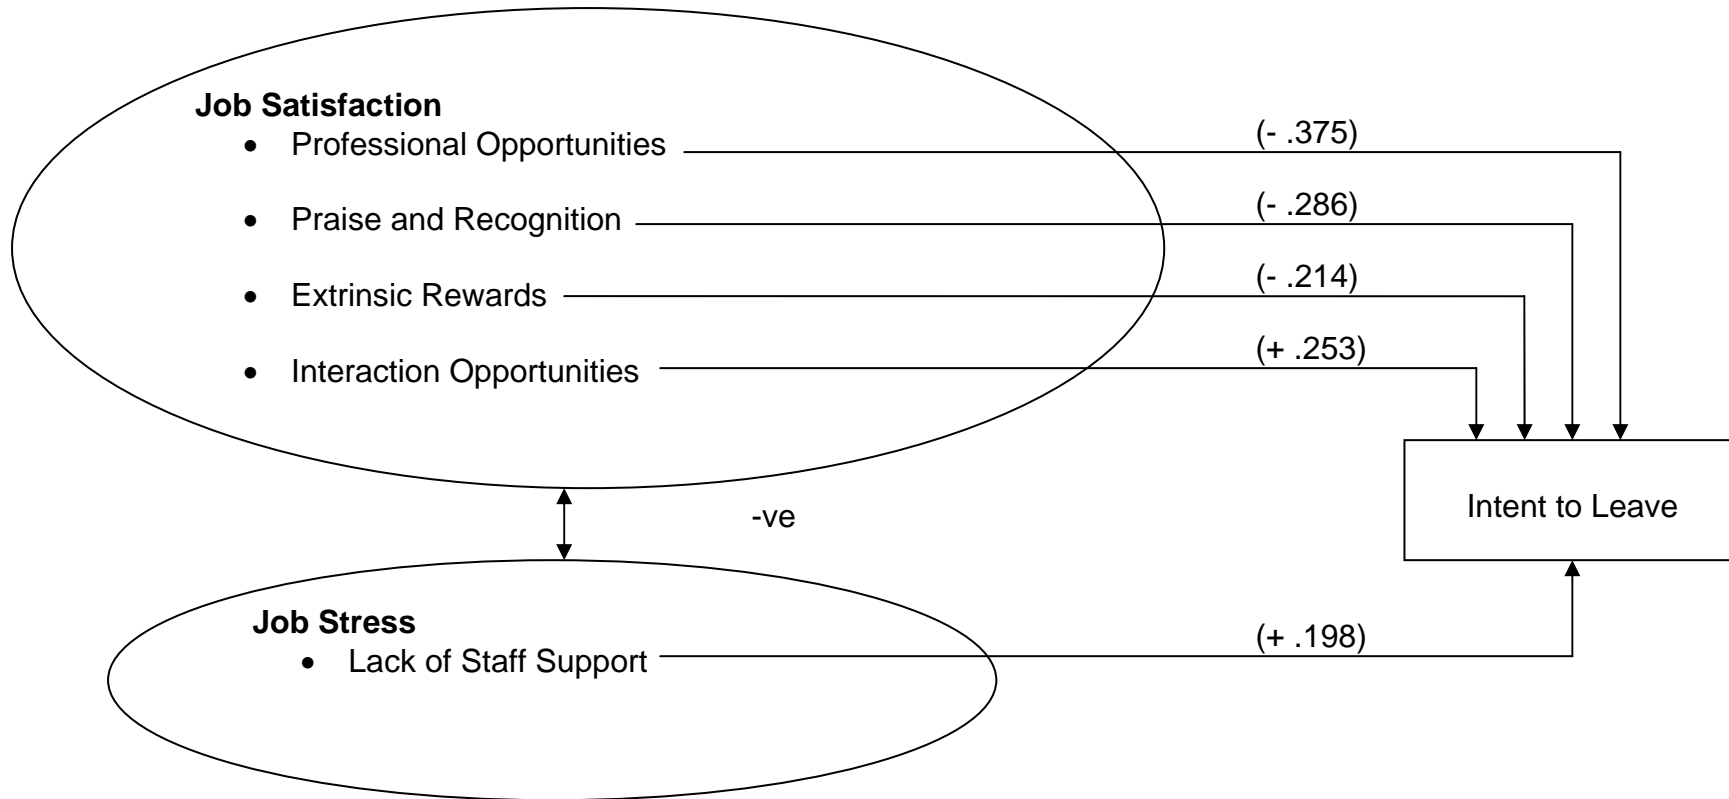 Job Satisfaction
• Professional Opportunities
(- .375)
• Praise and Recognition
(- .286)
• Extrinsic Rewards
(- .214)
• Interaction Opportunities
(+ .253)
Intent to Leave
-ve
Job Stress
• Lack of Staff Support
(+ .198)